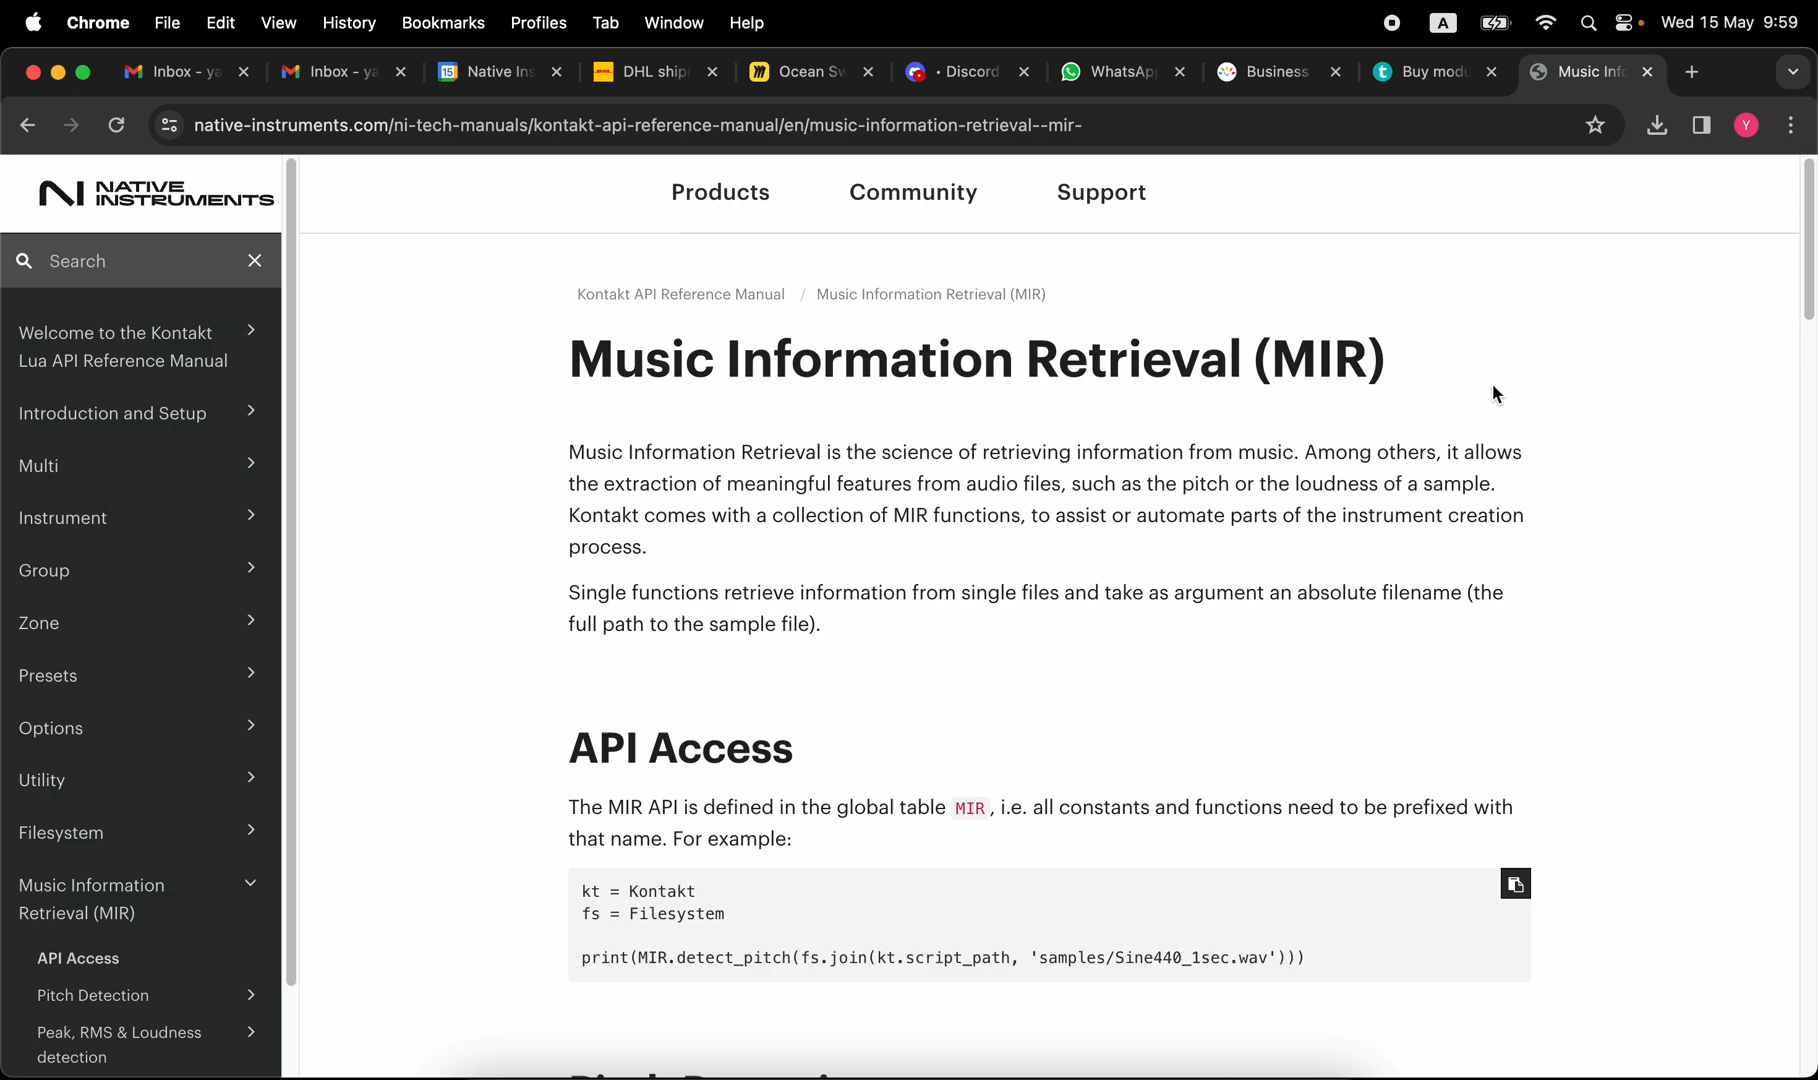 Chrome File Edit View History Bookmarks Profiles Tab Window Help A Wed 15 May 9:59
Inbox - ya Inbox - ya 15 Native Ins DHL ship Ocean Sw • Discord WhatsAp Business Buy modu Music Info
native-instruments.com/ni-tech-manuals/kontakt-api-reference-manual/en/music-information-retrieval--mir- Y
NATIVE
INSTRUMENTS
Products Community Support
Search
Welcome to the Kontakt
Lua API Reference Manual
Introduction and Setup
Multi
Instrument
Group
Zone
Presets
Options
Utility
Filesystem
Music Information
Retrieval (MIR)
API Access
Pitch Detection
Peak, RMS & Loudness
detection
Kontakt API Reference Manual / Music Information Retrieval (MIR)
Music Information Retrieval (MIR)
Music Information Retrieval is the science of retrieving information from music. Among others, it allows
the extraction of meaningful features from audio files, such as the pitch or the loudness of a sample.
Kontakt comes with a collection of MIR functions, to assist or automate parts of the instrument creation
process.
Single functions retrieve information from single files and take as argument an absolute filename (the
full path to the sample file).
API Access
The MIR API is defined in the global table MIR, i.e. all constants and functions need to be prefixed with
that name. For example:
kt = Kontakt
fs = Filesystem
print(MIR.detect_pitch(fs.join(kt.script_path, 'samples/Sine440_1sec.wav')))